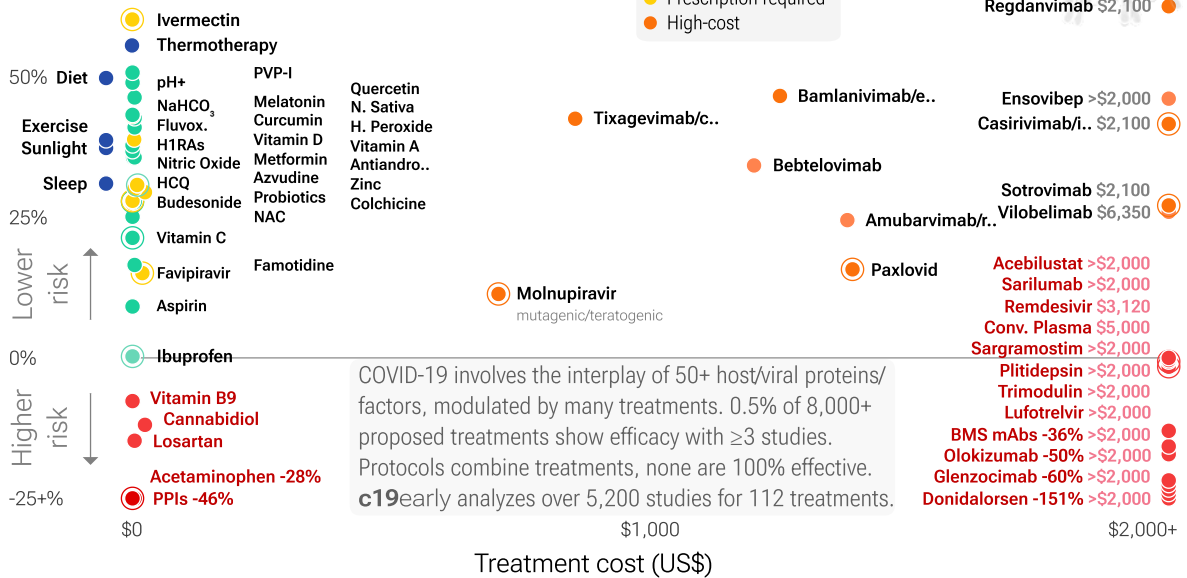 Prescription required
High-cost
Regdanvimab $2,100
Ivermectin
Thermotherapy
50%
Diet
pH+
PVP-I
Quercetin
NaHCO3
Melatonin
N. Sativa
Fluvox.
Curcumin
H. Peroxide
Exercise
H1RAs
Vitamin D
Vitamin A
Sunlight
Nitric Oxide
Metformin
Antiandro..
Sleep
HCQ
Azvudine
Zinc
Budesonide
Probiotics
Colchicine
25%
NAC
Vitamin C
Favipiravir
Famotidine
Aspirin
Ibuprofen
Lower
risk
0%
Higher
risk
Vitamin B9
Cannabidiol
Losartan
Acetaminophen -28%
PPIs -46%
-25+%
Tixagevimab/c..
Bamlanivimab/e..
Bebtelovimab
Amubarvimab/r..
Paxlovid
Molnupiravir
mutagenic/teratogenic
Ensovibep >$2,000
Casirivimab/i.. $2,100
Sotrovimab $2,100
Vilobelimab $6,350
Acebilustat >$2,000
Sarilumab >$2,000
Remdesivir $3,120
Conv. Plasma $5,000
Sargramostim >$2,000
Plitidepsin >$2,000
Trimodulin >$2,000
Lufotrelvir >$2,000
BMS mAbs -36% >$2,000
Olokizumab -50% >$2,000
Glenzocimab -60% >$2,000
Donidalorsen -151% >$2,000
COVID-19 involves the interplay of 50+ host/viral proteins/
factors, modulated by many treatments. 0.5% of 8,000+
proposed treatments show efficacy with ≥3 studies.
Protocols combine treatments, none are 100% effective.
c19early analyzes over 5,200 studies for 112 treatments.
$0
$1,000
$2,000+
Treatment cost (US$)